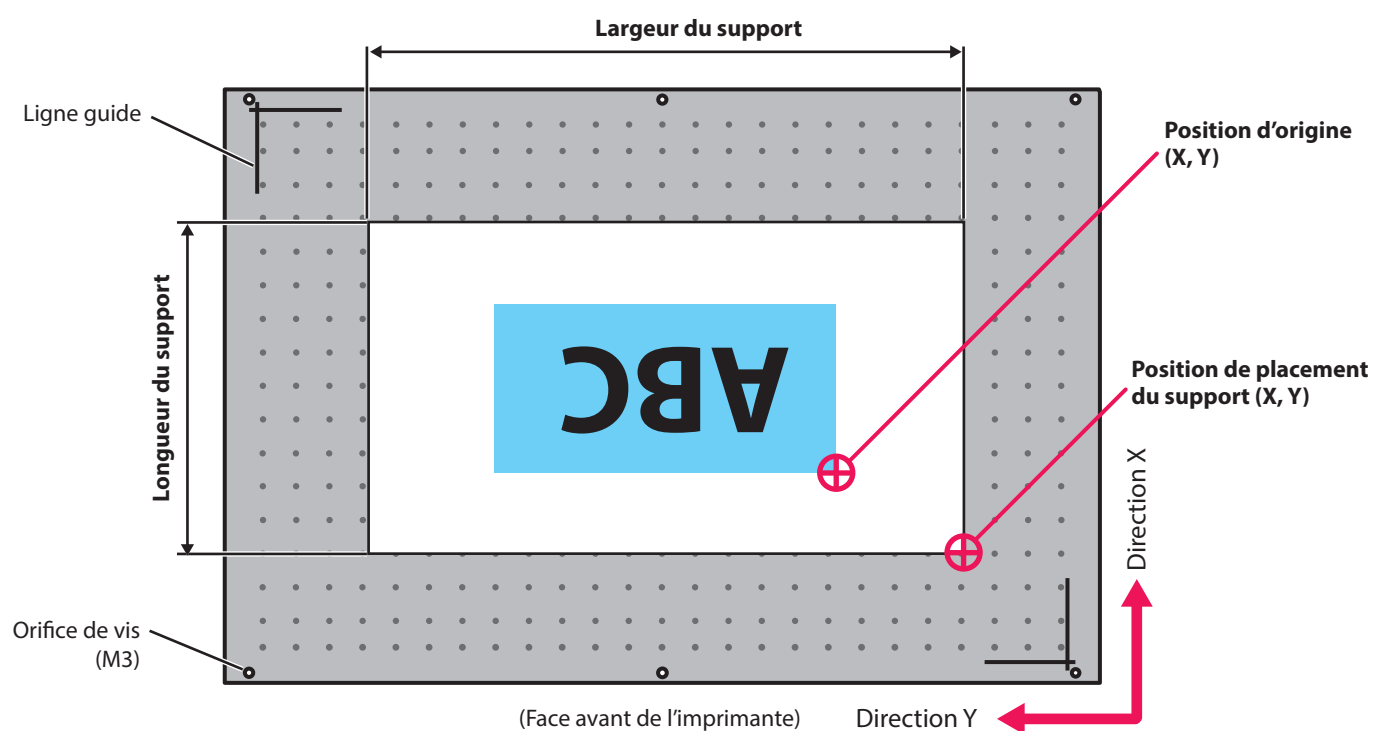 Largeur du support
Ligne guide
Position d’origine
(X, Y)
Longueur du support
ABC
Position de placement
du support (X, Y)
Direction X
Orifice de vis
(M3)
(Face avant de l’imprimante)
Direction Y